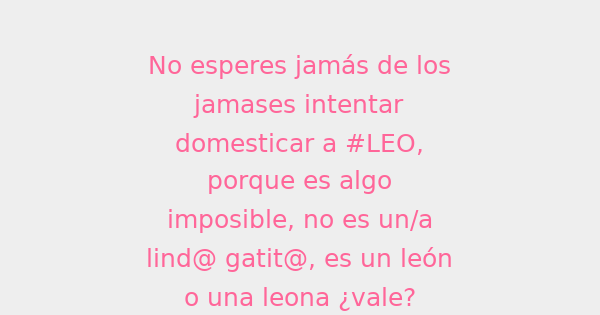 No esperes jamás de los
jamases intentar
domesticar a #LEO,
porque es algo
imposible, no es un/a
lind@ gatit@, es un león
o una leona ¿vale?